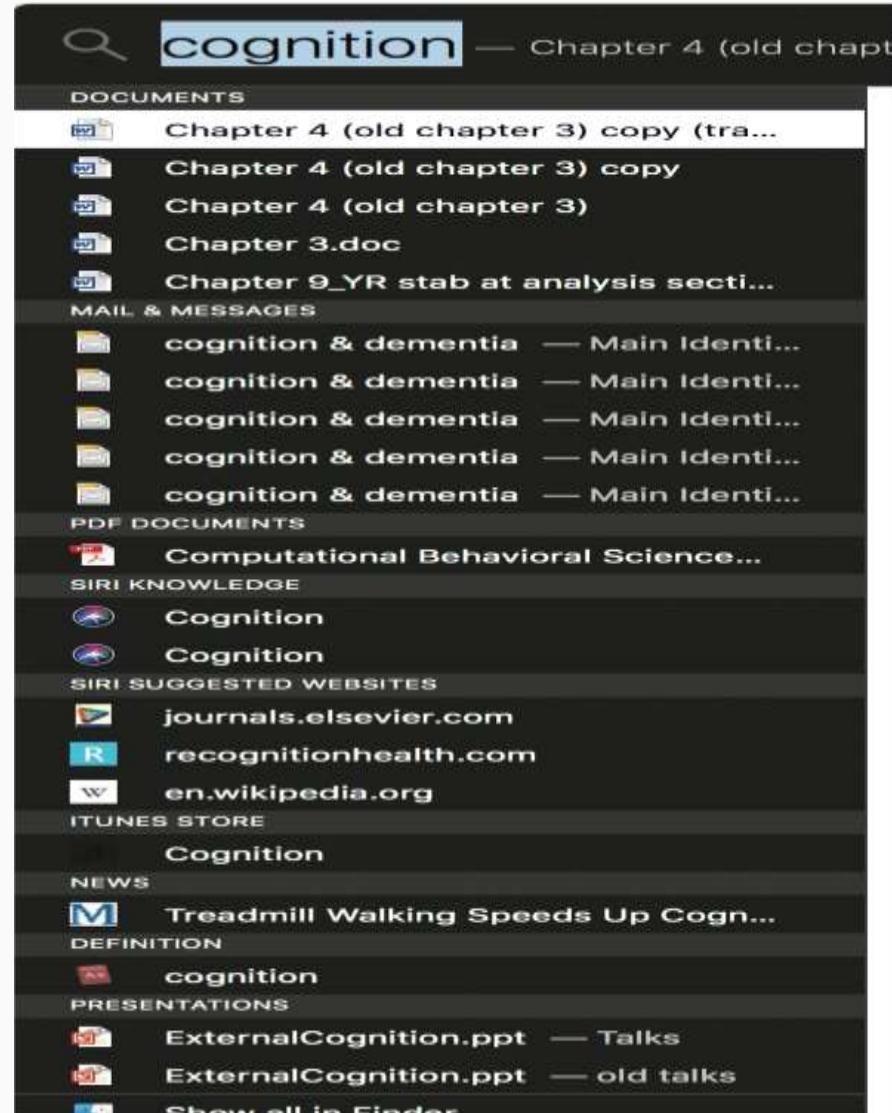 cognition — Chapter 4 (old chapt
DOCUMENTS
Chapter 4 (old chapter 3) copy (tra...
Chapter 4 (old chapter 3) copy
Chapter 4 (old chapter 3)
Chapter 3.doc
Chapter 9_YR stab at analysis secti...
MAIL & MESSAGES
cognition & dementia — Main Identi...
cognition & dementia — Main Identi...
cognition & dementia — Main Identi...
cognition & dementia — Main Identi...
cognition & dementia — Main Identi...
PDF DOCUMENTS
Computational Behavioral Science...
SIRI KNOWLEDGE
Cognition
Cognition
SIRI SUGGESTED WEBSITES
journals.elsevier.com
R recognitionhealth.com
W en.wikipedia.org
ITUNES STORE
Cognition
NEWS
M Treadmill Walking Speeds Up Cogn...
DEFINITION
cognition
PRESENTATIONS
ExternalCognition.ppt — Talks
ExternalCognition.ppt — old talks
Show all in Finder